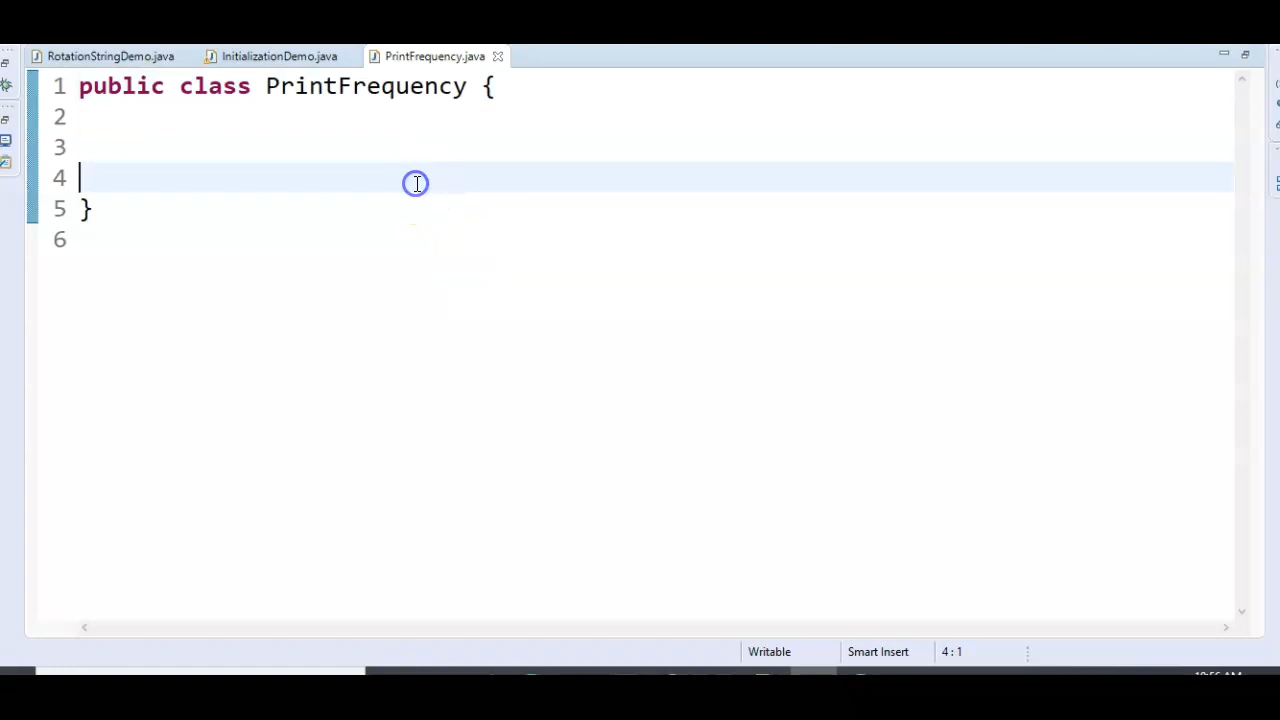 RotationStringDemo.java InitializationDemo.java PrintFrequency.java
1 public class PrintFrequency {
2
3
4
5 }
6
Writable Smart Insert 4 : 1